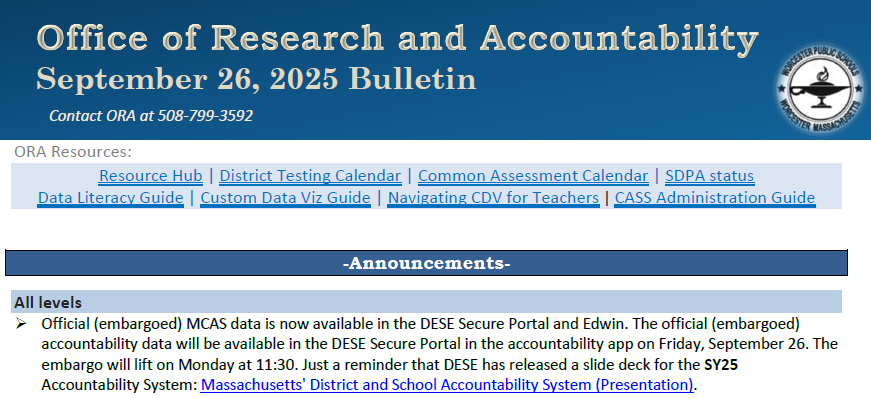 Office of Research and Accountability
September 26, 2025 Bulletin
Contact ORA at 508-799-3592
WORCESTER PUBLIC SCHOOLS
WORCESTER MASSACHUSETTS
ORA Resources:
Resource Hub | District Testing Calendar | Common Assessment Calendar | SDPA status
Data Literacy Guide | Custom Data Viz Guide | Navigating CDV for Teachers | CASS Administration Guide
-Announcements-
All levels
➢ Official (embargoed) MCAS data is now available in the DESE Secure Portal and Edwin. The official (embargoed)
accountability data will be available in the DESE Secure Portal in the accountability app on Friday, September 26. The
embargo will lift on Monday at 11:30. Just a reminder that DESE has released a slide deck for the SY25
Accountability System: Massachusetts' District and School Accountability System (Presentation).